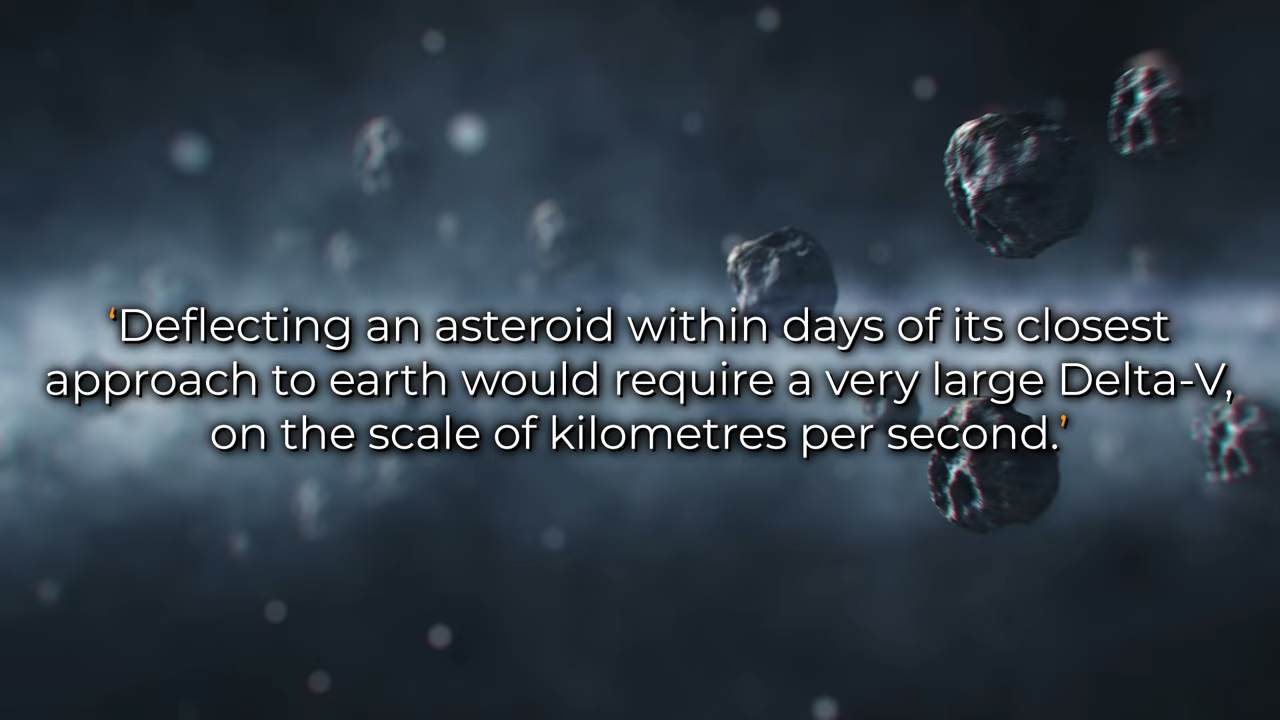 ‘Deflecting an asteroid within days of its closest
approach to earth would require a very large Delta-V,
on the scale of kilometres per second.’